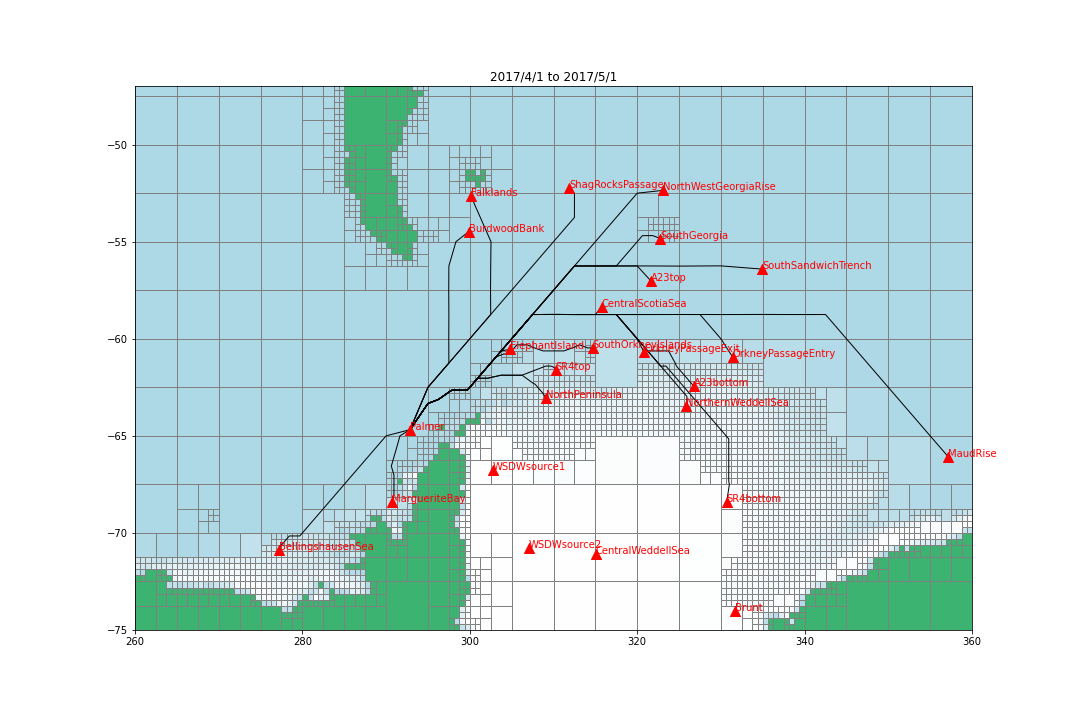 2017/4/1 to 2017/5/1
−50
−55
−60
−65
−70
−75
260
280
300
320
340
360
Falklands
ShagRocksPassage
NorthWestGeorgiaRise
BurdwoodBank
SouthGeorgia
SouthSandwichTrench
A23top
CentralScotiaSea
ElephantIsland
SouthOrkneyIslands
OrkneyPassageExit
OrkneyPassageEntry
SR4top
A23bottom
NorthPeninsula
NorthernWeddellSea
Palmer
MaudRise
WSDWsource1
MargueriteBay
SR4bottom
BellingshausenSea
WSDWsource2
CentralWeddellSea
Brunt